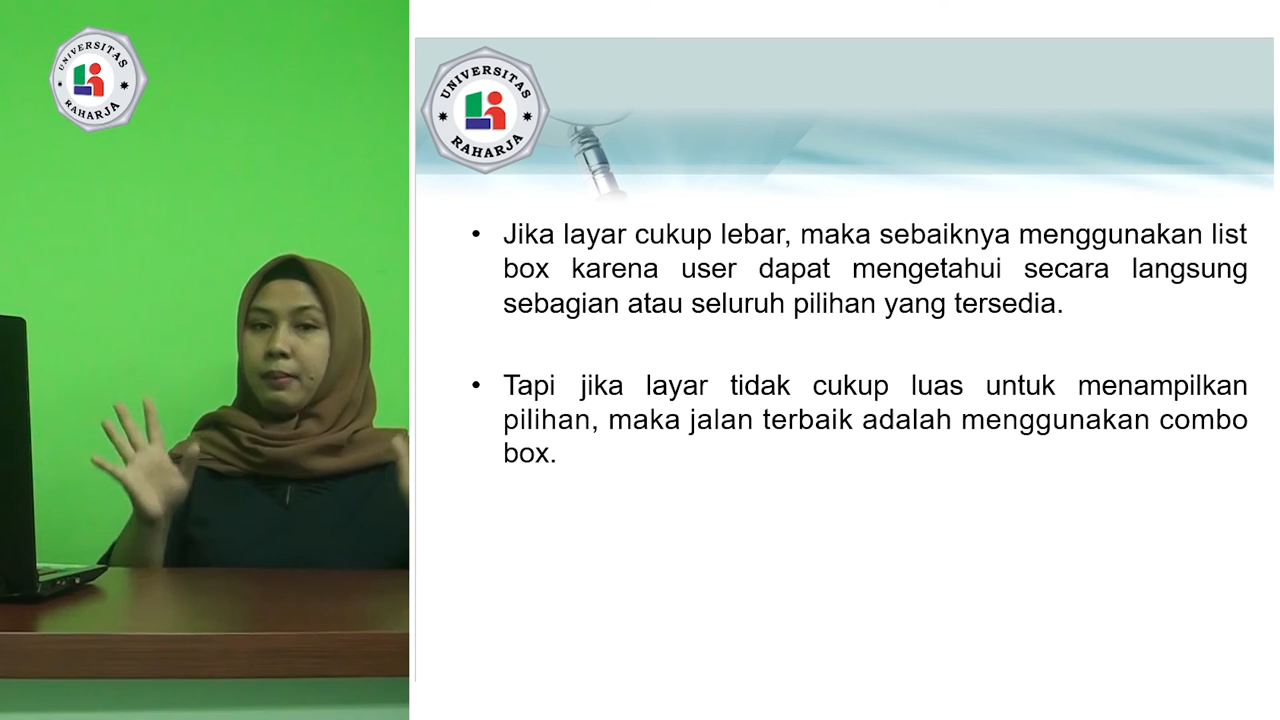 UNIVERSITAS
RAHARJA
UNIVERSITAS
RAHARJA
• Jika layar cukup lebar, maka sebaiknya menggunakan list
box karena user dapat mengetahui secara langsung
sebagian atau seluruh pilihan yang tersedia.
• Tapi jika layar tidak cukup luas untuk menampilkan
pilihan, maka jalan terbaik adalah menggunakan combo
box.